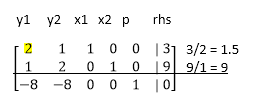 y1 y2 x1 x2 p rhs
2 1 1 0 0 | 3 3/2 = 1.5
1 2 0 1 0 | 9 9/1 = 9
-8 -8 0 0 1 | 0